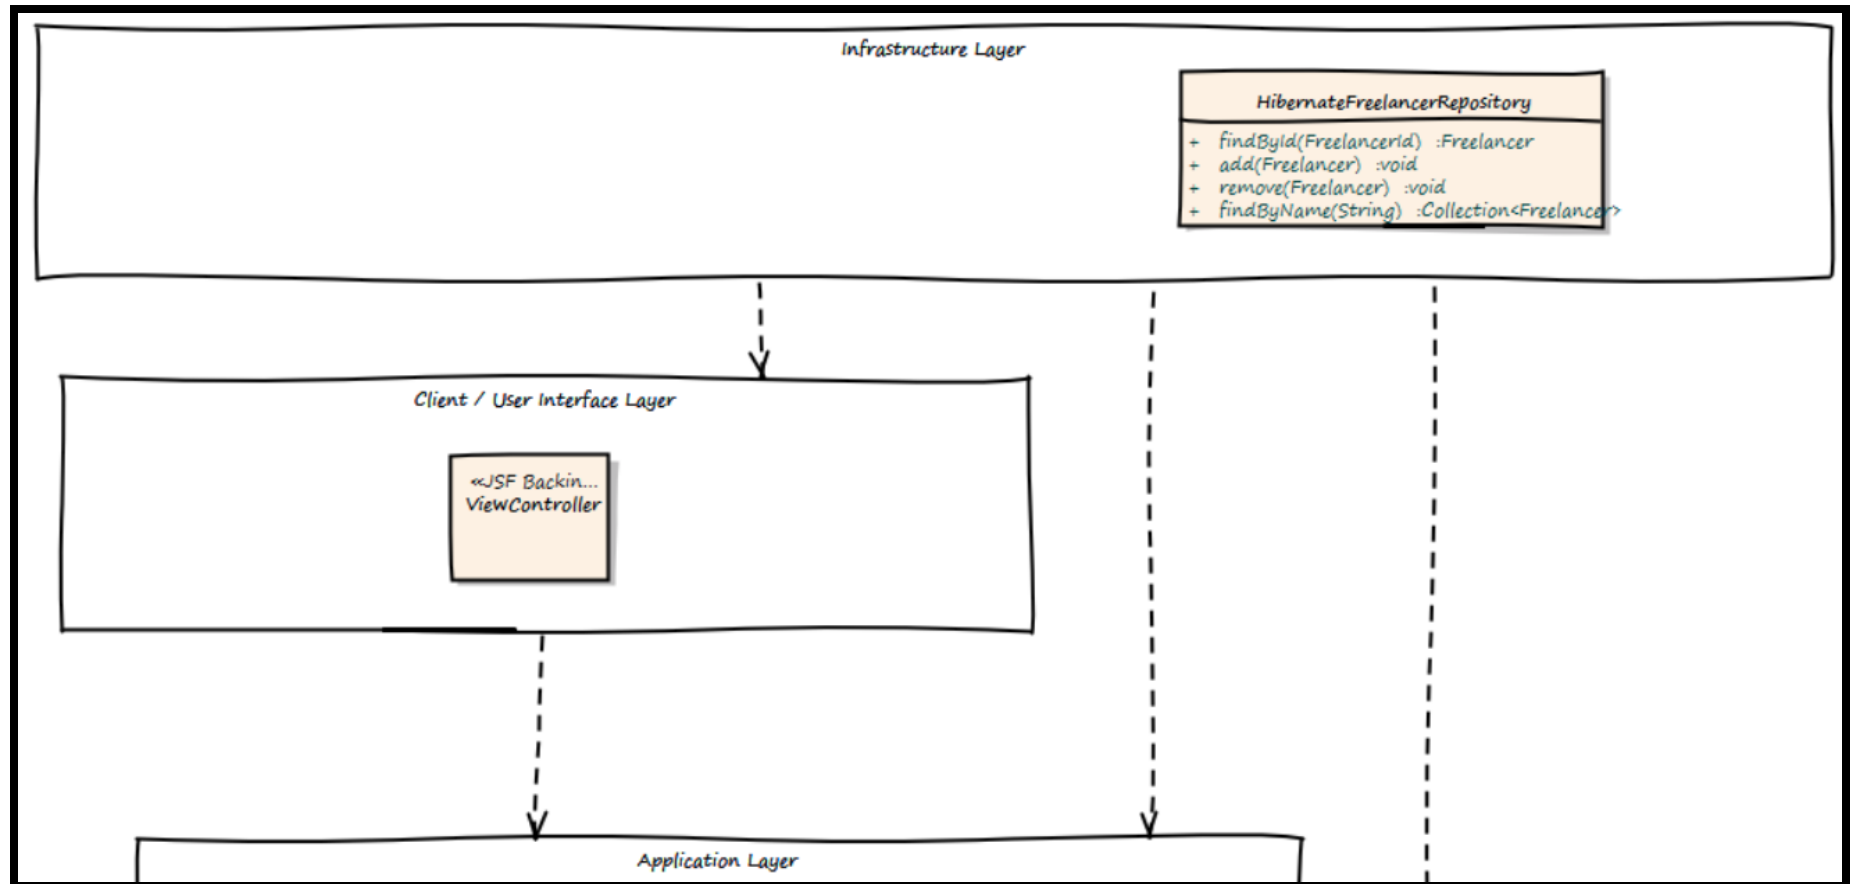 Infrastructure Layer
HibernateFreelancerRepository
+ findById(FreelancerId) :Freelancer
+ add(Freelancer) :void
+ remove(Freelancer) :void
+ findByName(String) :Collection<Freelancer>
Client / User Interface Layer
«JSF Backin...
ViewController
Application Layer